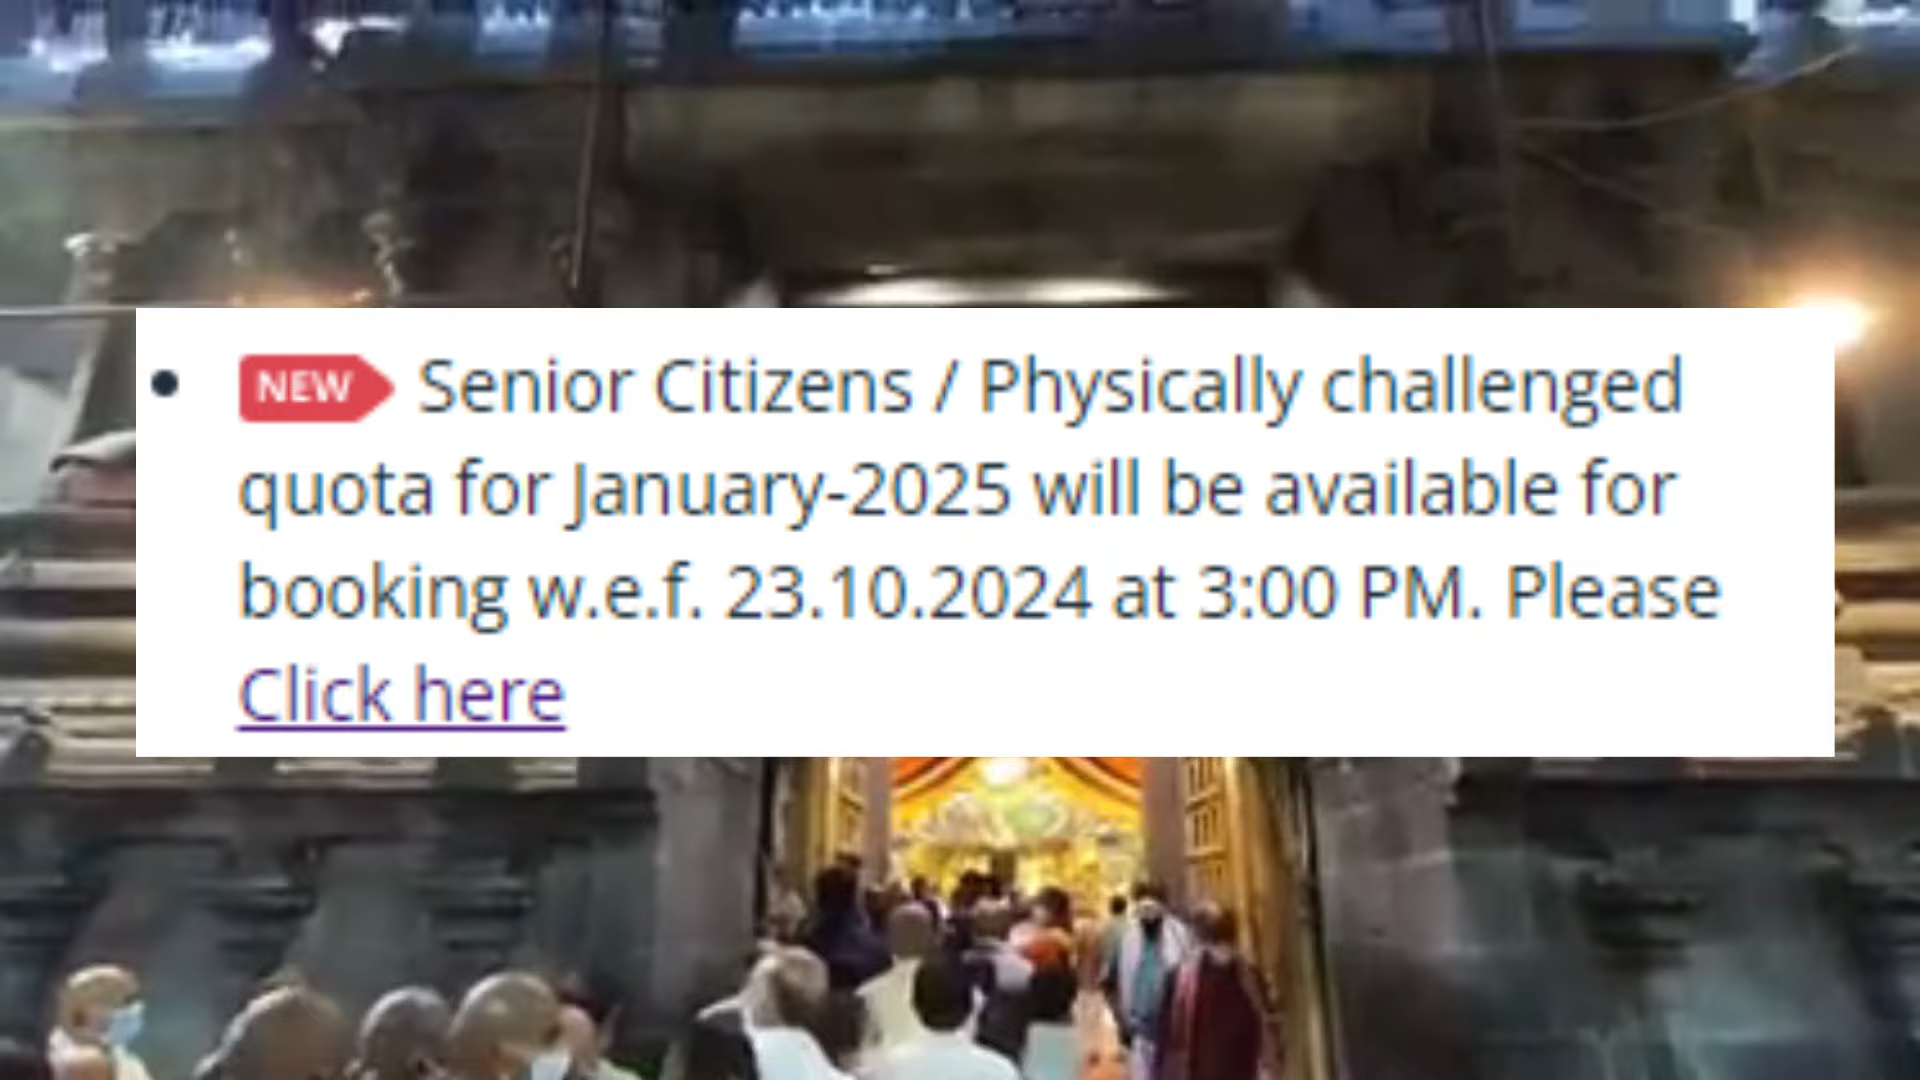 NEW Senior Citizens / Physically challenged
quota for January-2025 will be available for
booking w.e.f. 23.10.2024 at 3:00 PM. Please
Click here